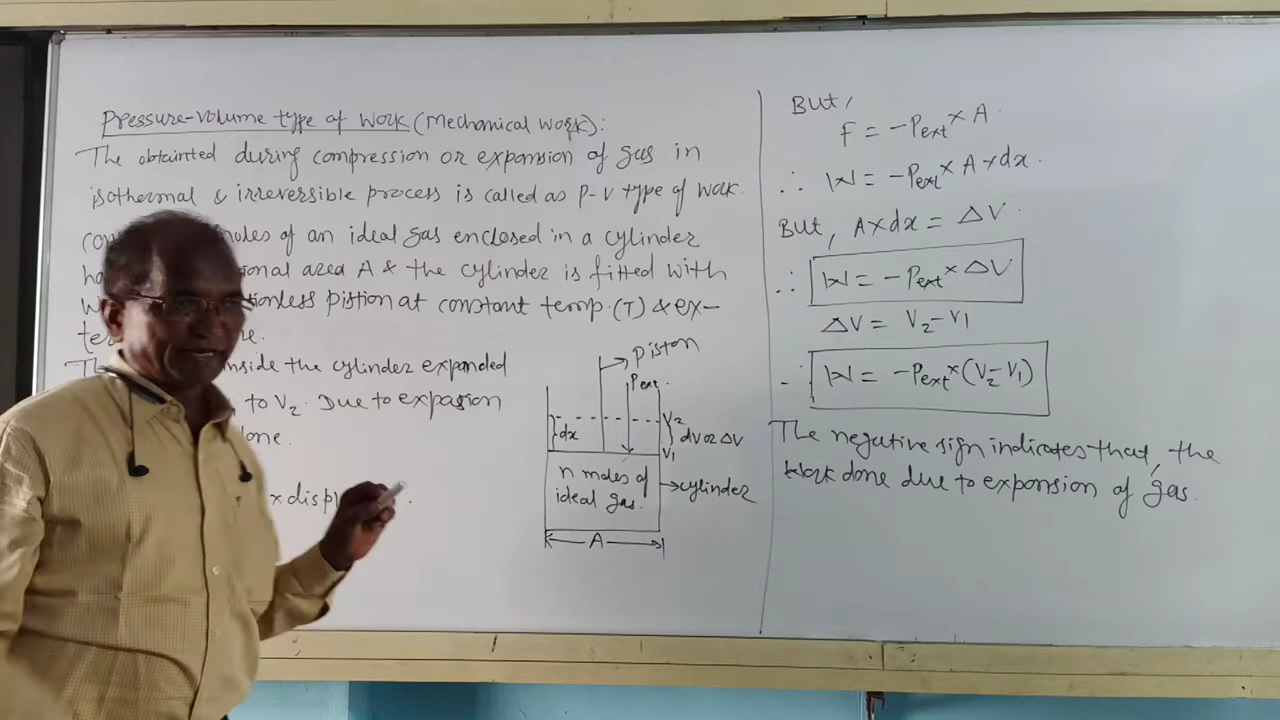 Pressure-volume type of work (Mechanical work):
The obtainted during compression or expansion of gas in
isothermal & irreversible process is called as P-V type of work.
moles of an ideal gas enclosed in a cylinder
area A & the cylinder is fitted with
pistion at constant temp. (T) & ex-
the cylinder expanded
to V₂. Due to expasion
x
piston
Pext.
dx
V₂
dV or ΔV
V₁
n moles of
ideal gas.
cylinder
A
But,
F = -Pext × A.
∴ W = -Pext × A × dx.
But, A×dx = ΔV.
∴ W = -Pext × ΔV
ΔV = V₂-V₁
∴ W = -Pext × (V₂-V₁)
The negative sign indicates that, the
work done due to expansion of gas.